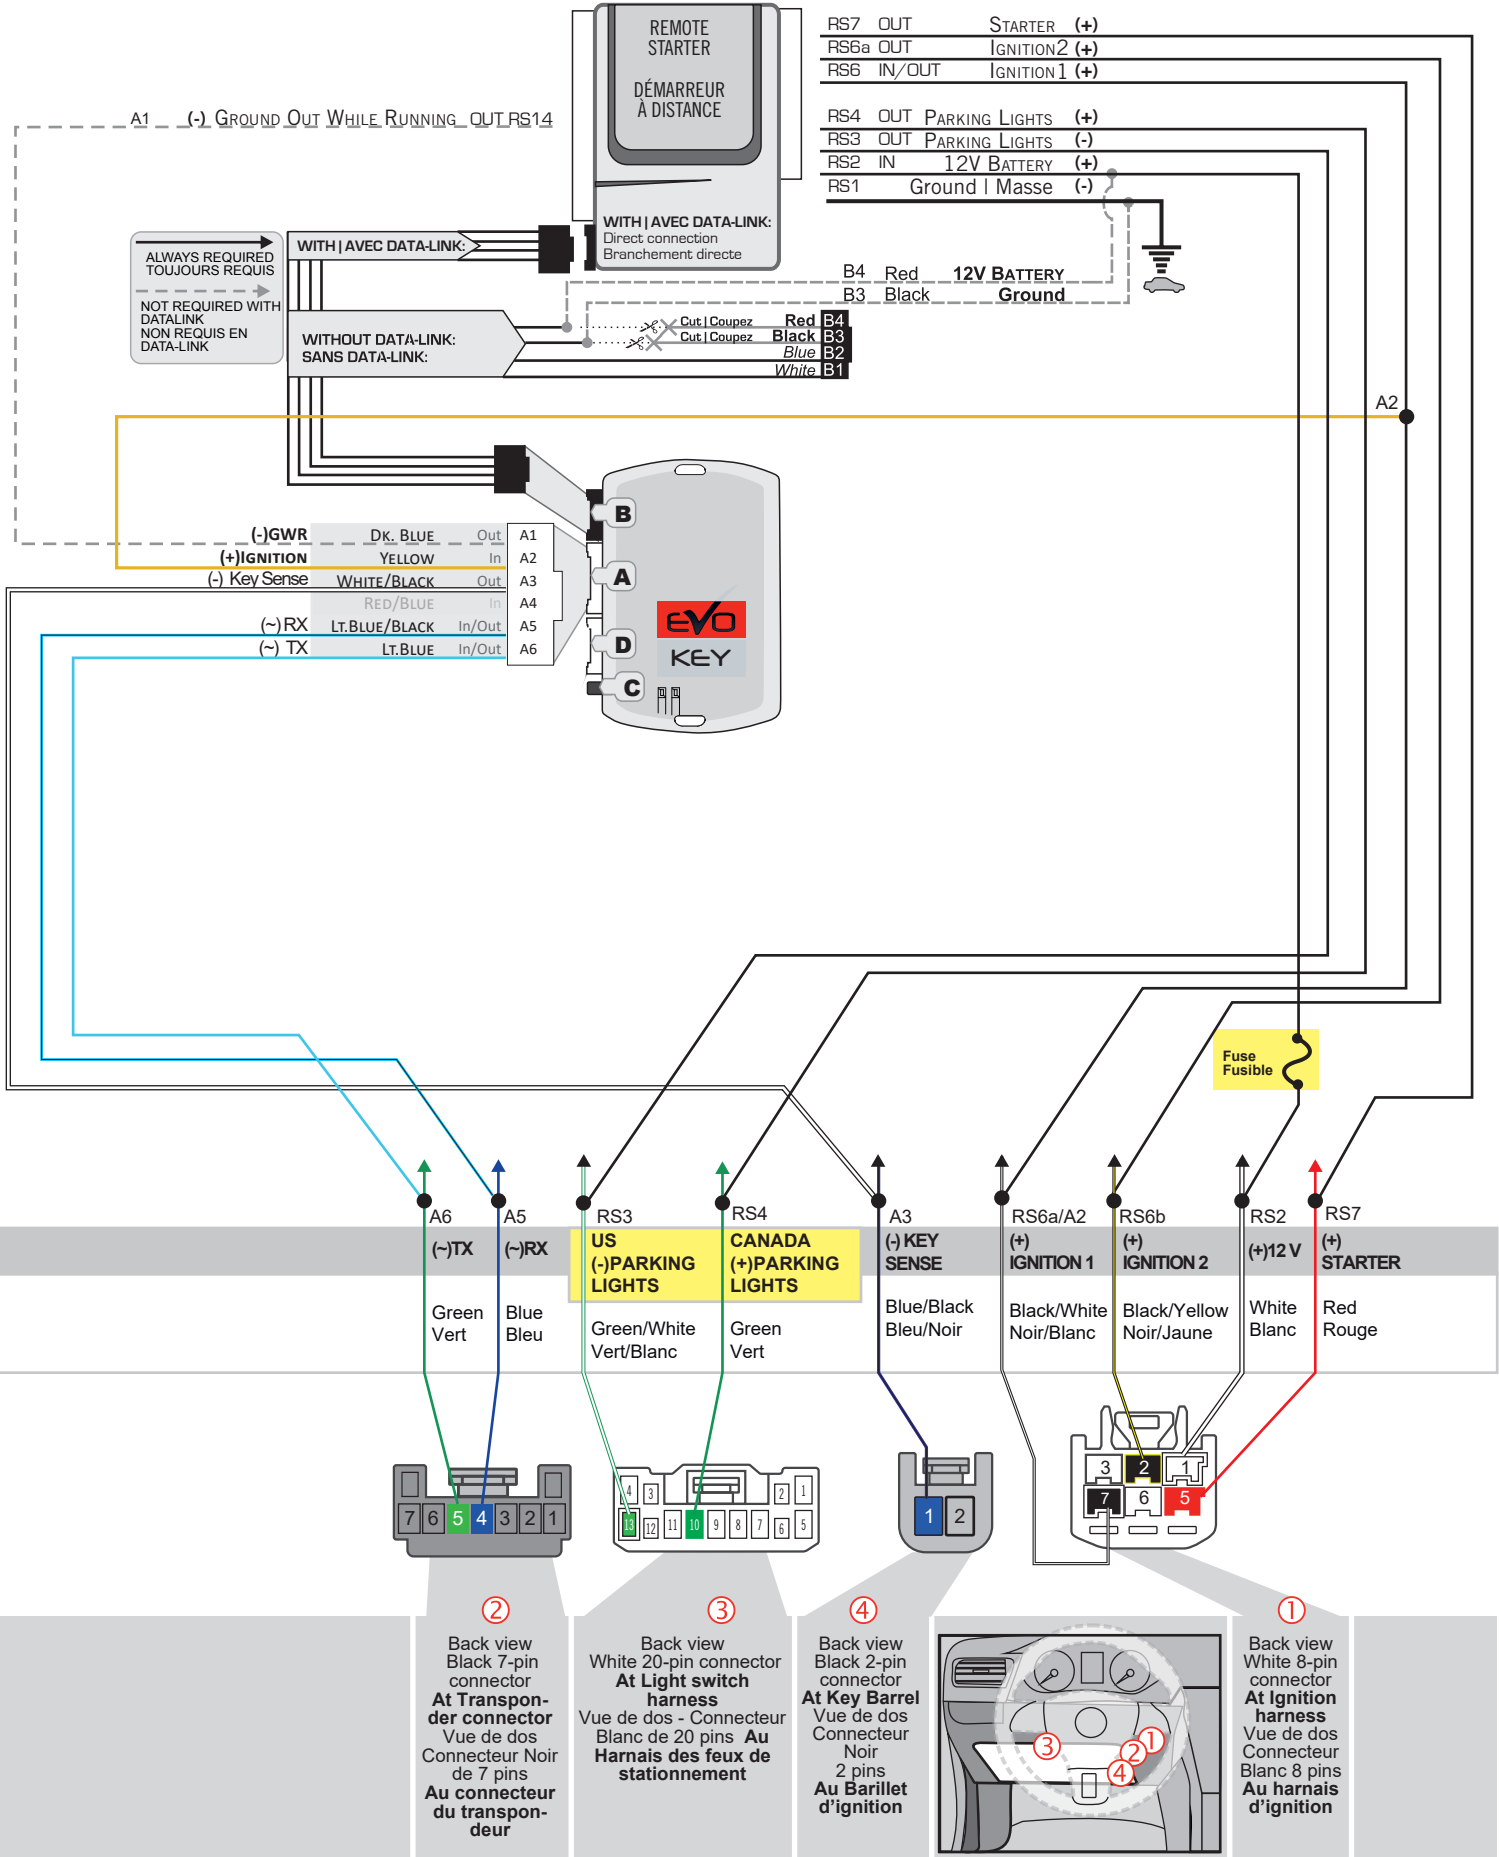 REMOTE
STARTER
DÉMARREUR
À DISTANCE
RS7 OUT STARTER (+)
RS6a OUT IGNITION2 (+)
RS6 IN/OUT IGNITION1 (+)
A1 (-) GROUND OUT WHILE RUNNING OUT RS14
RS4 OUT PARKING LIGHTS (+)
RS3 OUT PARKING LIGHTS (-)
RS2 IN 12V BATTERY (+)
RS1 Ground | Masse (-)
WITH | AVEC DATA-LINK:
Direct connection
Branchement directe
ALWAYS REQUIRED
TOUJOURS REQUIS
NOT REQUIRED WITH
DATALINK
NON REQUIS EN
DATA-LINK
WITH | AVEC DATA-LINK:
B4 Red 12V BATTERY
B3 Black Ground
WITHOUT DATA-LINK:
SANS DATA-LINK:
Cut | Coupez Red B4
Cut | Coupez Black B3
Blue B2
White B1
A2
B
A
D
C
EVO
KEY
(-)GWR DK. BLUE Out A1
(+)IGNITION YELLOW In A2
(-) Key Sense WHITE/BLACK Out A3
RED/BLUE In A4
(~) RX LT.BLUE/BLACK In/Out A5
(~) TX LT.BLUE In/Out A6
Fuse
Fusible
A6 A5 RS3 RS4 A3 RS6a/A2 RS6b RS2 RS7
(~)TX
(~)RX
US
(-)PARKING
LIGHTS
CANADA
(+)PARKING
LIGHTS
(-) KEY
SENSE
(+)
IGNITION 1
(+)
IGNITION 2
(+)12 V
(+)
STARTER
Green
Vert
Blue
Bleu
Green/White
Vert/Blanc
Green
Vert
Blue/Black
Bleu/Noir
Black/White
Noir/Blanc
Black/Yellow
Noir/Jaune
White
Blanc
Red
Rouge
7 6 5 4 3 2 1
4 3 2 1
13 12 11 10 9 8 7 6 5
1 2
3 2 1
7 6 5
2
Back view
Black 7-pin
connector
At Transpon-
der connector
Vue de dos
Connecteur Noir
de 7 pins
Au connecteur
du transpon-
deur
3
Back view
White 20-pin connector
At Light switch
harness
Vue de dos - Connecteur
Blanc de 20 pins Au
Harnais des feux de
stationnement
4
Back view
Black 2-pin
connector
At Key Barrel
Vue de dos
Connecteur
Noir
2 pins
Au Barillet
d'ignition
3
1
2
4
1
Back view
White 8-pin
connector
At Ignition
harness
Vue de dos
Connecteur
Blanc 8 pins
Au harnais
d'ignition